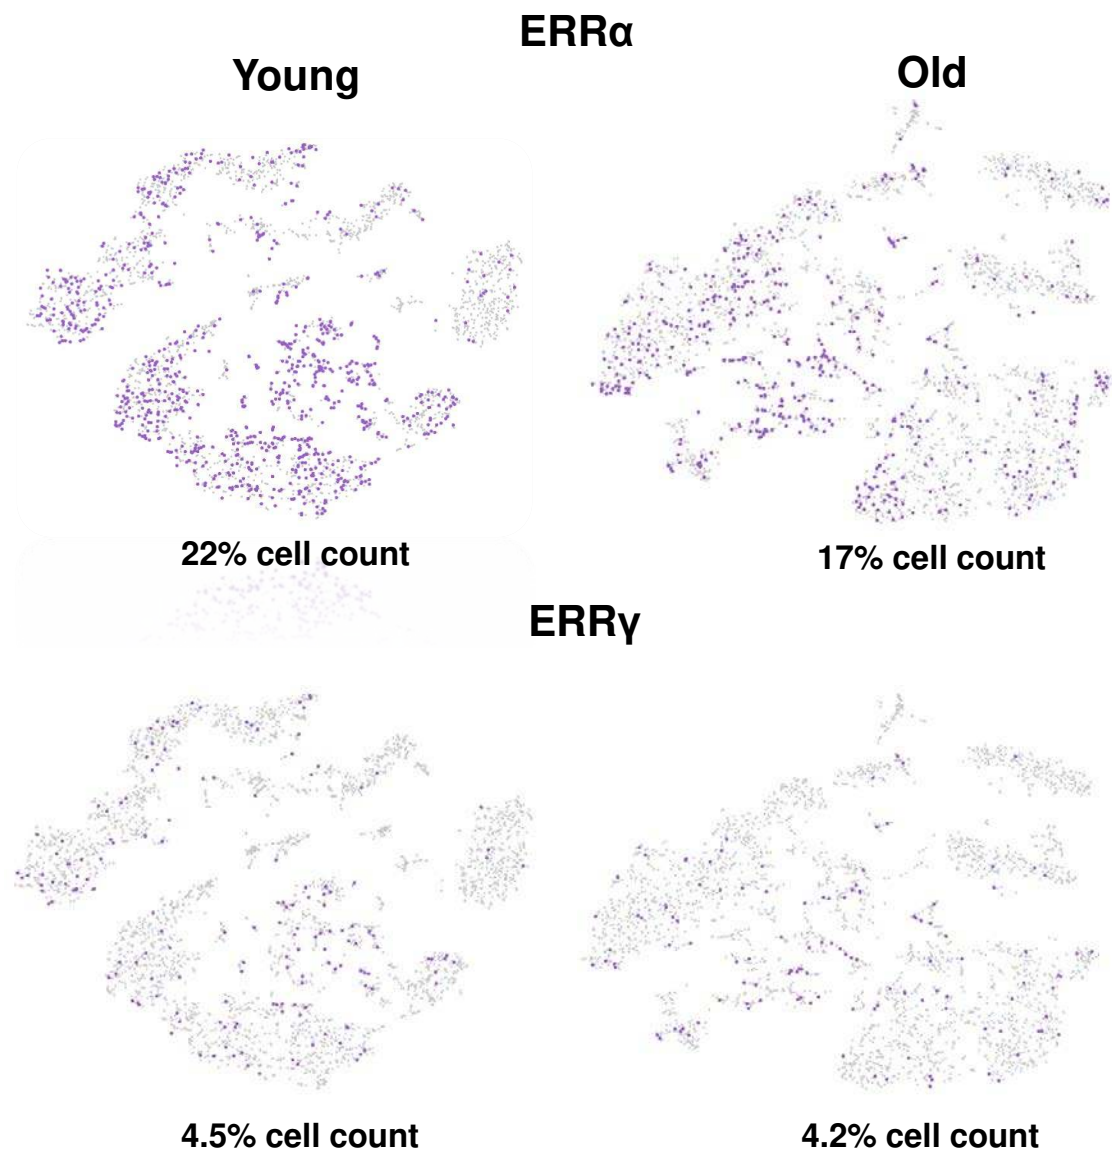 ERRα
Young
Old
22% cell count
17% cell count
ERRγ
4.5% cell count
4.2% cell count